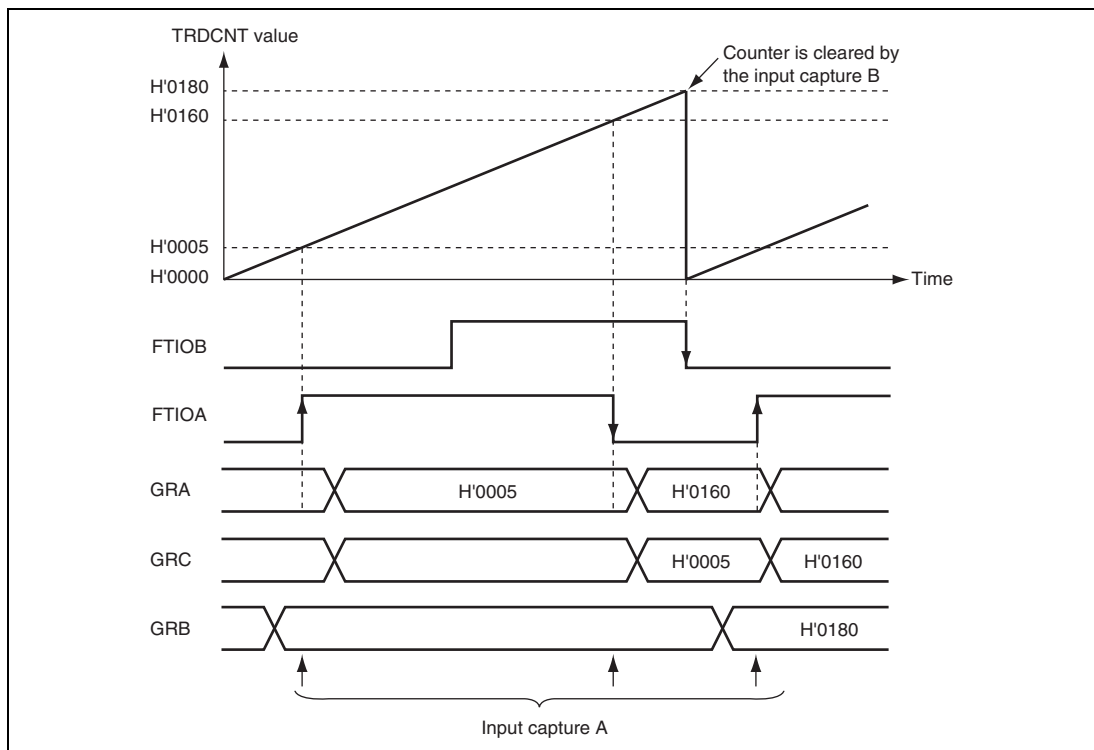 TRDCNT value
Counter is cleared by
the input capture B
H'0180
H'0160
H'0005
H'0000
Time
FTIOB
FTIOA
GRA
H'0005
H'0160
GRC
H'0005
H'0160
GRB
H'0180
Input capture A